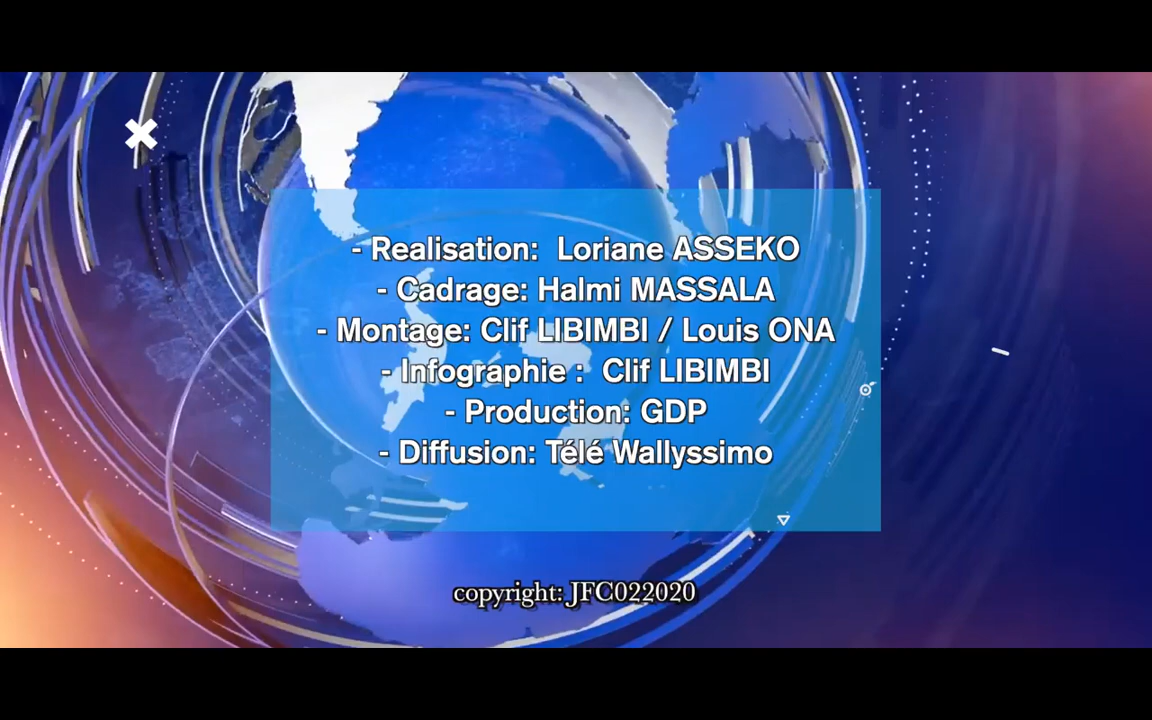 - Realisation:  Loriane ASSEKO
- Cadrage: Halmi MASSALA
- Montage: Clif LIBIMBI / Louis ONA
- Infographie :  Clif LIBIMBI
- Production: GDP
- Diffusion: Télé Wallyssimo
copyright: JFC022020